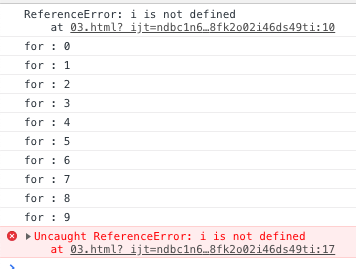 ReferenceError: i is not defined
at 03.html?_ijt=ndbc1n6…8fk2o02i46ds49ti:10
for : 0
for : 1
for : 2
for : 3
for : 4
for : 5
for : 6
for : 7
for : 8
for : 9
Uncaught ReferenceError: i is not defined
at 03.html?_ijt=ndbc1n6…8fk2o02i46ds49ti:17